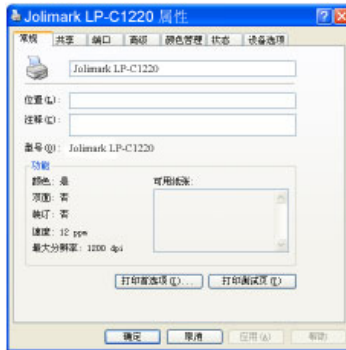 Jolimark LP-C1220 属性
常规 共享 端口 高级 颜色管理 状态 设备选项
Jolimark LP-C1220
位置(L):
注释(C):
型号(O): Jolimark LP-C1220
功能
颜色: 是 可用纸张:
双面: 否
装订: 否
速度: 12 ppm
最大分辨率: 1200 dpi
打印首选项(I)... 打印测试页(T)
确定 取消 应用(A) 帮助